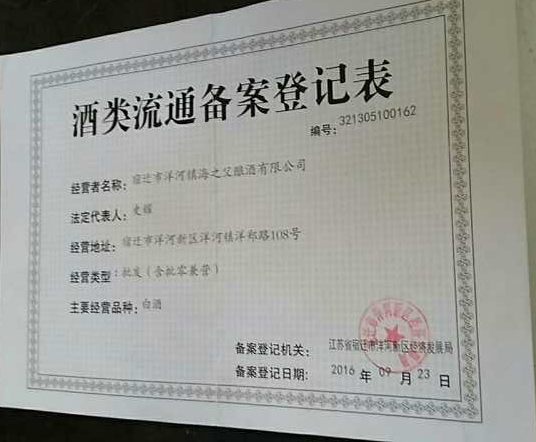 酒类流通备案登记表
编号：321305100162
经营者名称：宿迁市洋河镇海之父酿酒有限公司
法定代表人：史辉
经营地址：宿迁市洋河新区洋河镇洋郑路108号
经营类型：批发（含批零兼营）
主要经营品种：白酒
备案登记机关：江苏省宿迁市洋河新区经济发展局
备案登记日期：2016 年 09 月 23 日